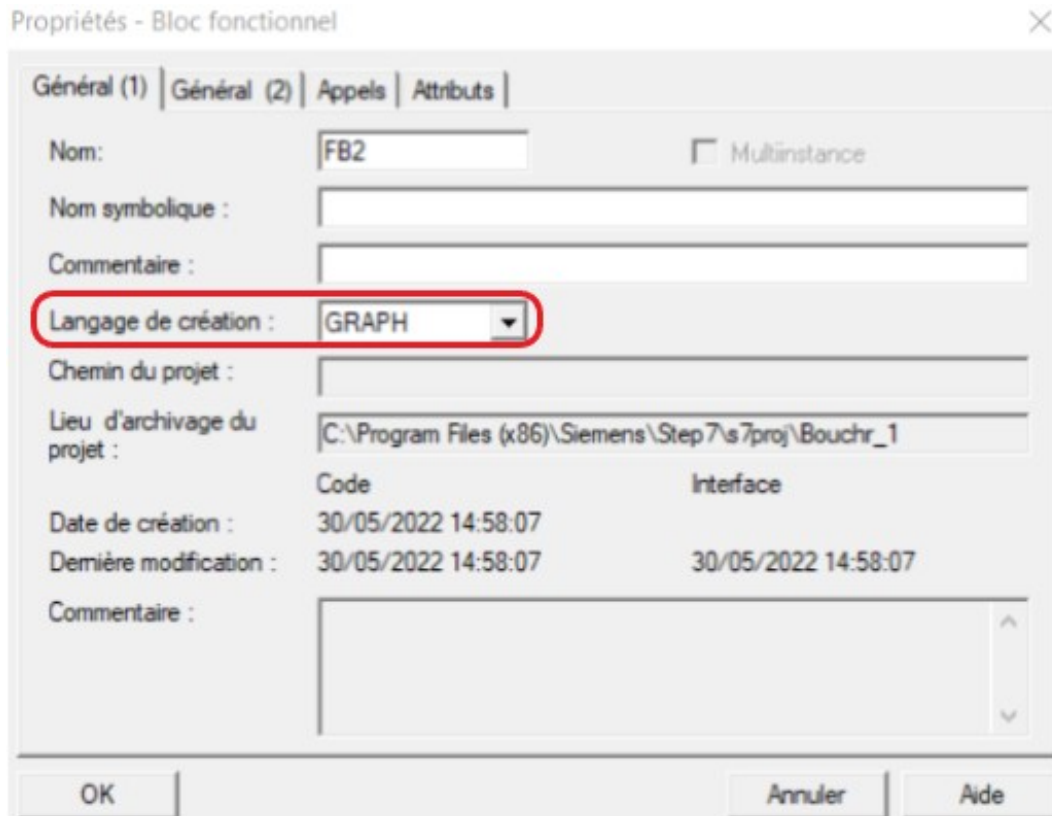 Propriétés - Bloc fonctionnel
Général (1) Général (2) Appels Attributs
Nom: FB2 Multiinstance
Nom symbolique :
Commentaire :
Langage de création : GRAPH
Chemin du projet :
Lieu d'archivage du
projet : C:\Program Files (x86)\Siemens\Step7\s7proj\Bouchr_1
Code Interface
Date de création : 30/05/2022 14:58:07
Dernière modification : 30/05/2022 14:58:07 30/05/2022 14:58:07
Commentaire :
OK Annuler Aide